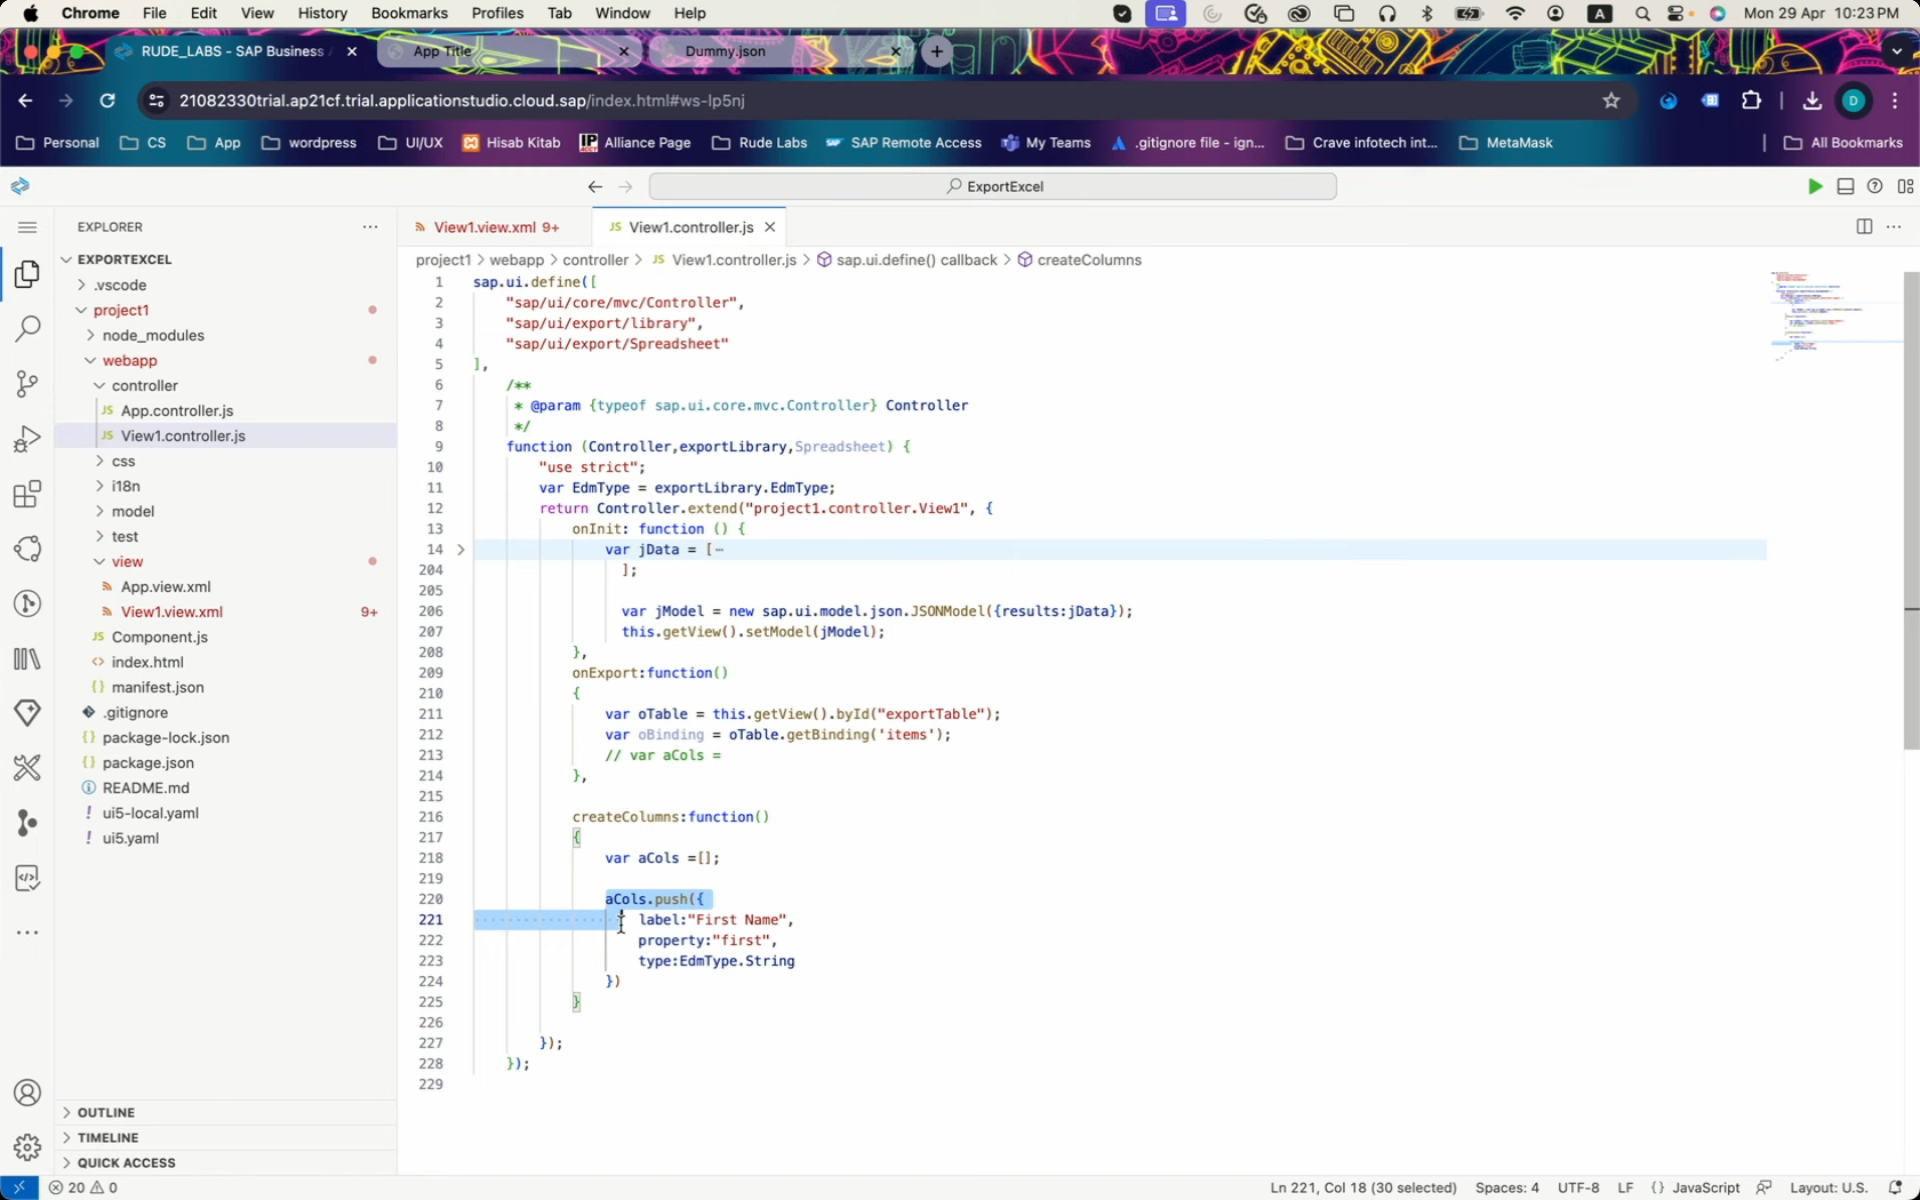 Chrome File Edit View History Bookmarks Profiles Tab Window Help A Mon 29 Apr 10:23 PM
RUDE_LABS - SAP Business App Title Dummy.json
21082330trial.ap21cf.trial.applicationstudio.cloud.sap/index.html#ws-lp5nj D
Personal CS App wordpress UI/UX Hisab Kitab Alliance Page Rude Labs SAP Remote Access My Teams .gitignore file - ign... Crave infotech int... MetaMask All Bookmarks
ExportExcel
EXPLORER
EXPORTEXCEL
.vscode
project1
node_modules
webapp
controller
JS App.controller.js
JS View1.controller.js
css
i18n
model
test
view
App.view.xml
View1.view.xml 9+
JS Component.js
<> index.html
{} manifest.json
.gitignore
{} package-lock.json
{} package.json
README.md
! ui5-local.yaml
! ui5.yaml
OUTLINE
TIMELINE
QUICK ACCESS
View1.view.xml 9+ JS View1.controller.js
project1 > webapp > controller > JS View1.controller.js > sap.ui.define() callback > createColumns
1 sap.ui.define([
2 "sap/ui/core/mvc/Controller",
3 "sap/ui/export/library",
4 "sap/ui/export/Spreadsheet"
5 ],
6 /**
7 * @param {typeof sap.ui.core.mvc.Controller} Controller
8 */
9 function (Controller,exportLibrary,Spreadsheet) {
10 "use strict";
11 var EdmType = exportLibrary.EdmType;
12 return Controller.extend("project1.controller.View1", {
13 onInit: function () {
14 var jData = [⋯
204 ];
205
206 var jModel = new sap.ui.model.json.JSONModel({results:jData});
207 this.getView().setModel(jModel);
208 },
209 onExport:function()
210 {
211 var oTable = this.getView().byId("exportTable");
212 var oBinding = oTable.getBinding('items');
213 // var aCols =
214 },
215
216 createColumns:function()
217 {
218 var aCols =[];
219
220 aCols.push({
221 label:"First Name",
222 property:"first",
223 type:EdmType.String
224 })
225 }
226
227 });
228 });
229
20 0 Ln 221, Col 18 (30 selected) Spaces: 4 UTF-8 LF {} JavaScript Layout: U.S.